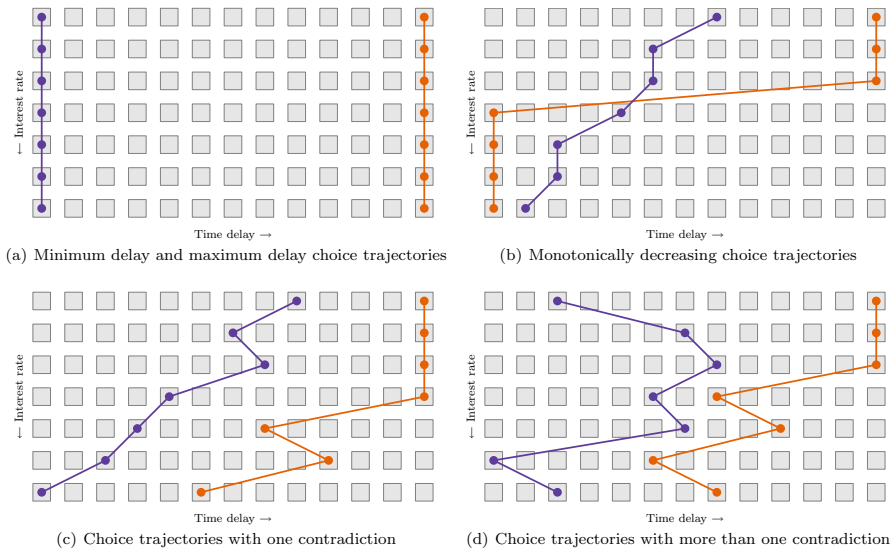 ← Interest rate
← Interest rate
Time delay →
Time delay →
(a) Minimum delay and maximum delay choice trajectories
(b) Monotonically decreasing choice trajectories
← Interest rate
← Interest rate
Time delay →
Time delay →
(c) Choice trajectories with one contradiction
(d) Choice trajectories with more than one contradiction